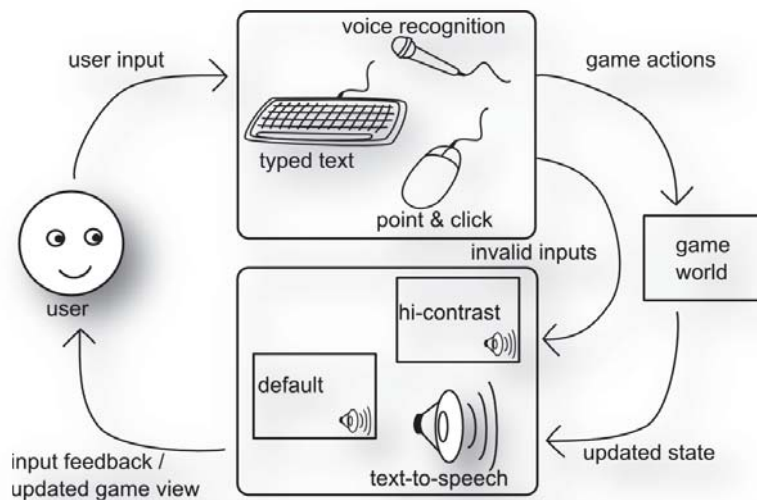 voice recognition
user input
game actions
typed text
point & click
invalid inputs
game
world
user
hi-contrast
default
input feedback /
updated game view
text-to-speech
updated state